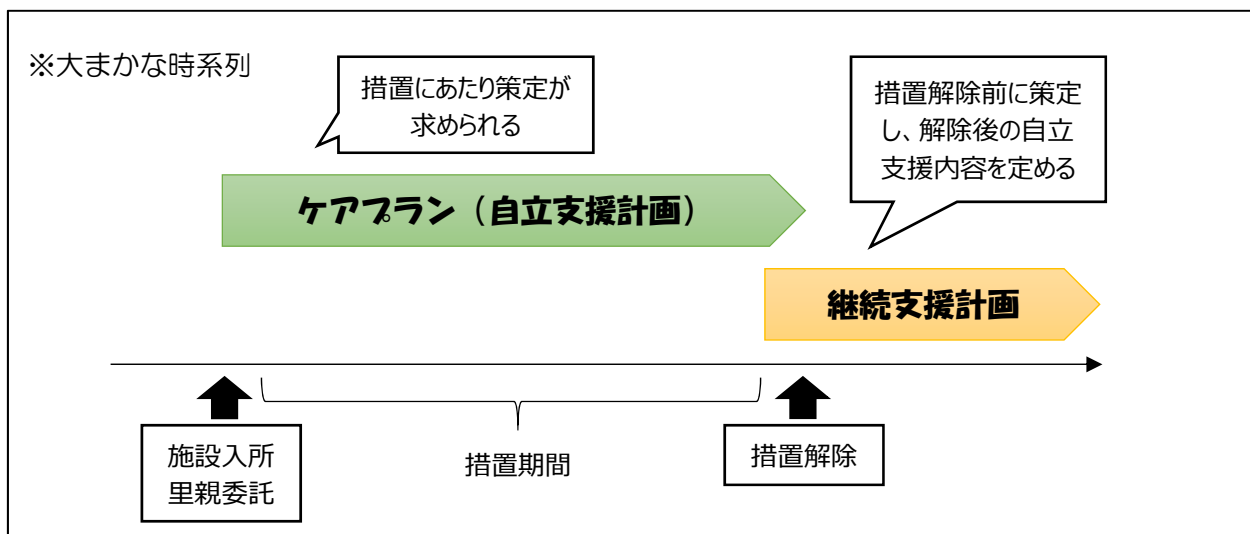 ※大まかな時系列
措置にあたり策定が
求められる
措置解除前に策定
し、解除後の自立
支援内容を定める
ケアプラン（自立支援計画）
継続支援計画
施設入所
里親委託
措置期間
措置解除